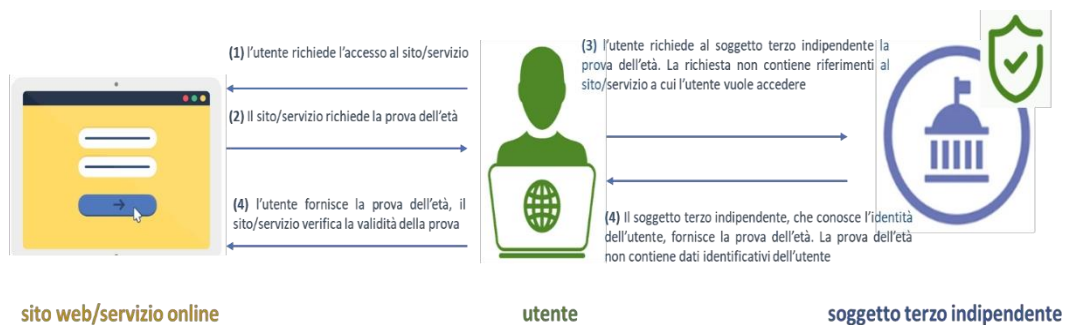 (1) l'utente richiede l'accesso al sito/servizio
(2) Il sito/servizio richiede la prova dell'età
(4) l'utente fornisce la prova dell'età, il
sito/servizio verifica la validità della prova
(3) l'utente richiede al soggetto terzo indipendente la
prova dell'età. La richiesta non contiene riferimenti al
sito/servizio a cui l'utente vuole accedere
(4) Il soggetto terzo indipendente, che conosce l'identità
dell'utente, fornisce la prova dell'età. La prova dell'età
non contiene dati identificativi dell'utente
sito web/servizio online
utente
soggetto terzo indipendente